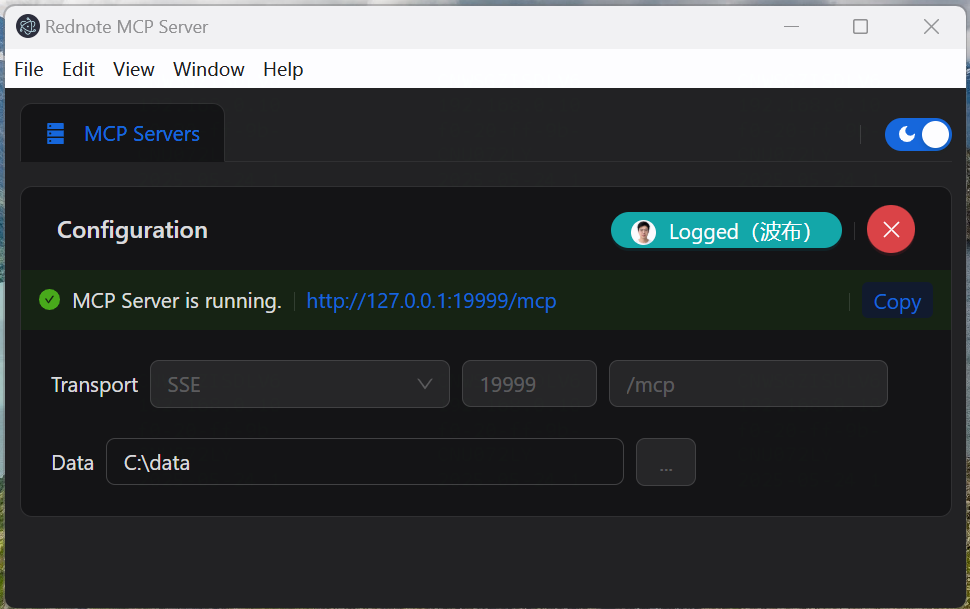 Rednote MCP Server
File Edit View Window Help
MCP Servers
Configuration
Logged（波布）
MCP Server is running. http://127.0.0.1:19999/mcp Copy
Transport SSE 19999 /mcp
Data C:\data ...